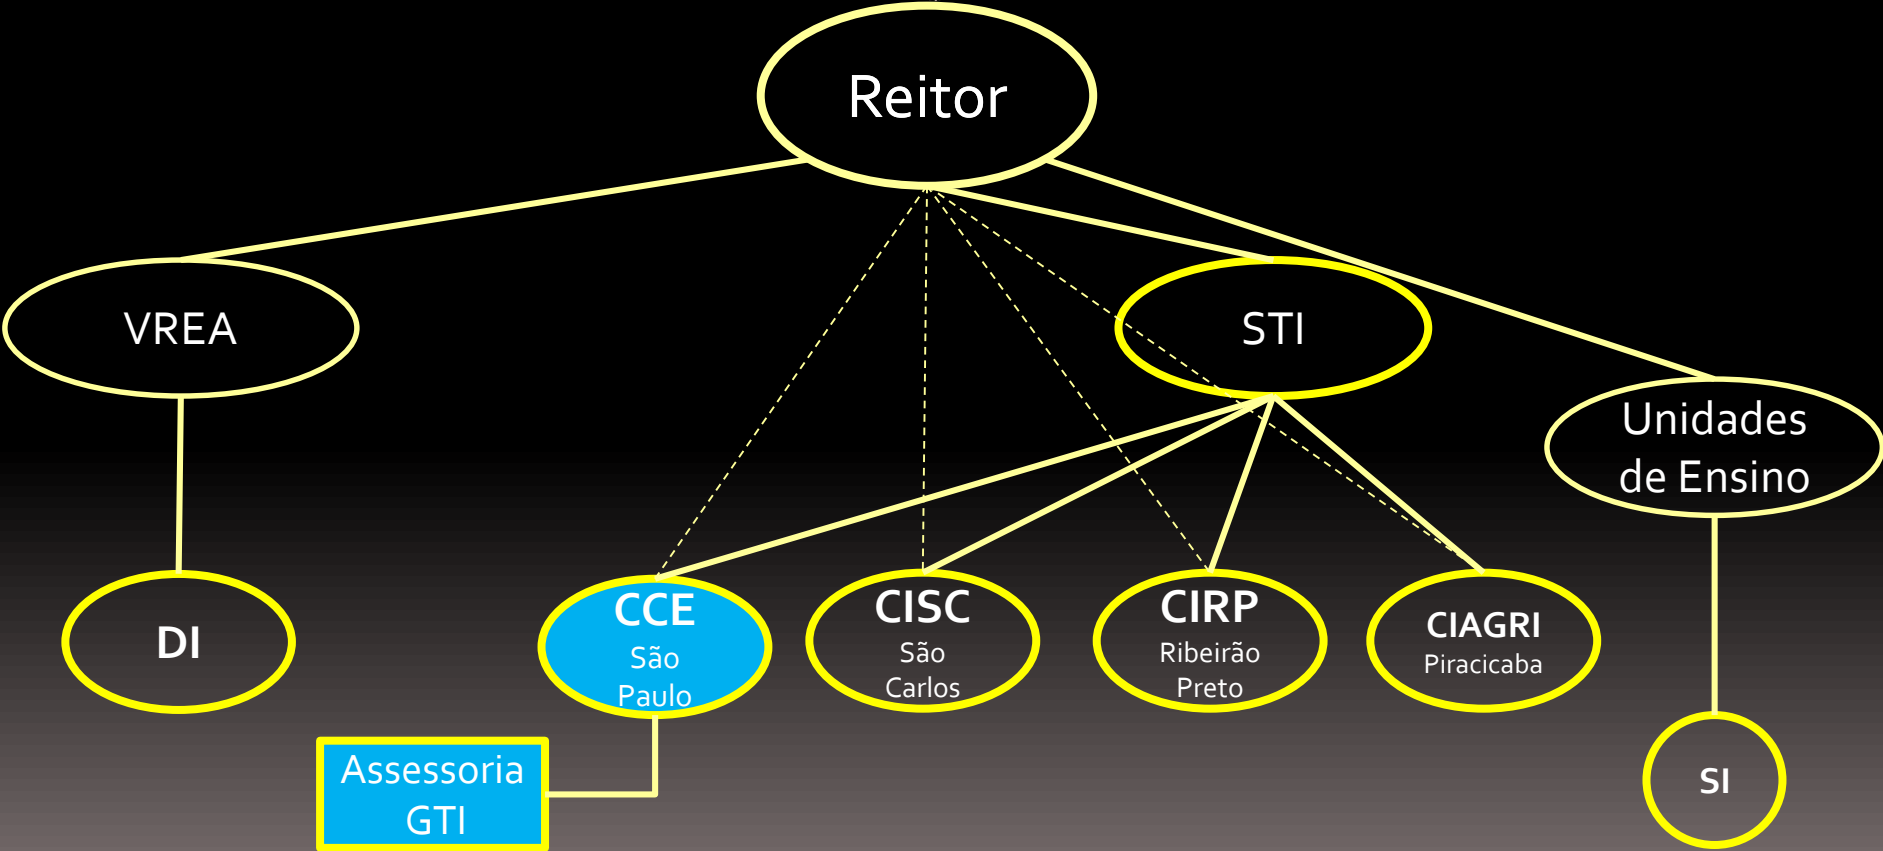 Reitor
VREA
STI
Unidades
de Ensino
DI
CCE
São
Paulo
CISC
São
Carlos
CIRP
Ribeirão
Preto
CIAGRI
Piracicaba
Assessoria
GTI
SI